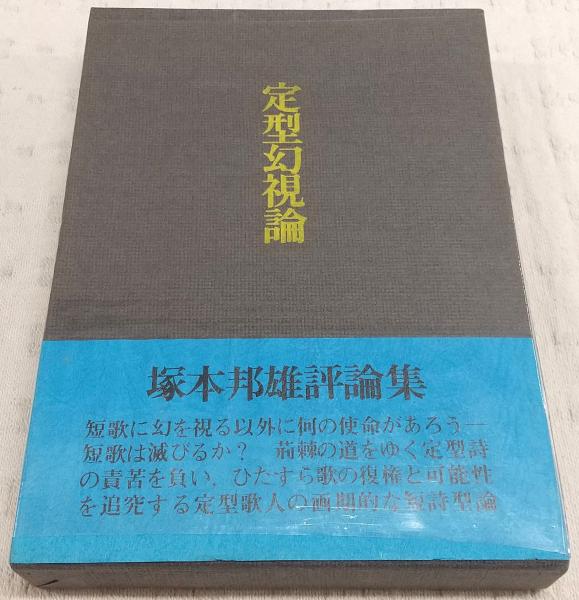 定型幻視論
塚本邦雄評論集
短歌に幻を視る以外に何の使命があろう―
短歌は滅びるか？　荊棘の道をゆく定型詩
の責苦を負い，ひたすら歌の復権と可能性
を追究する定型歌人の画期的な短詩型論